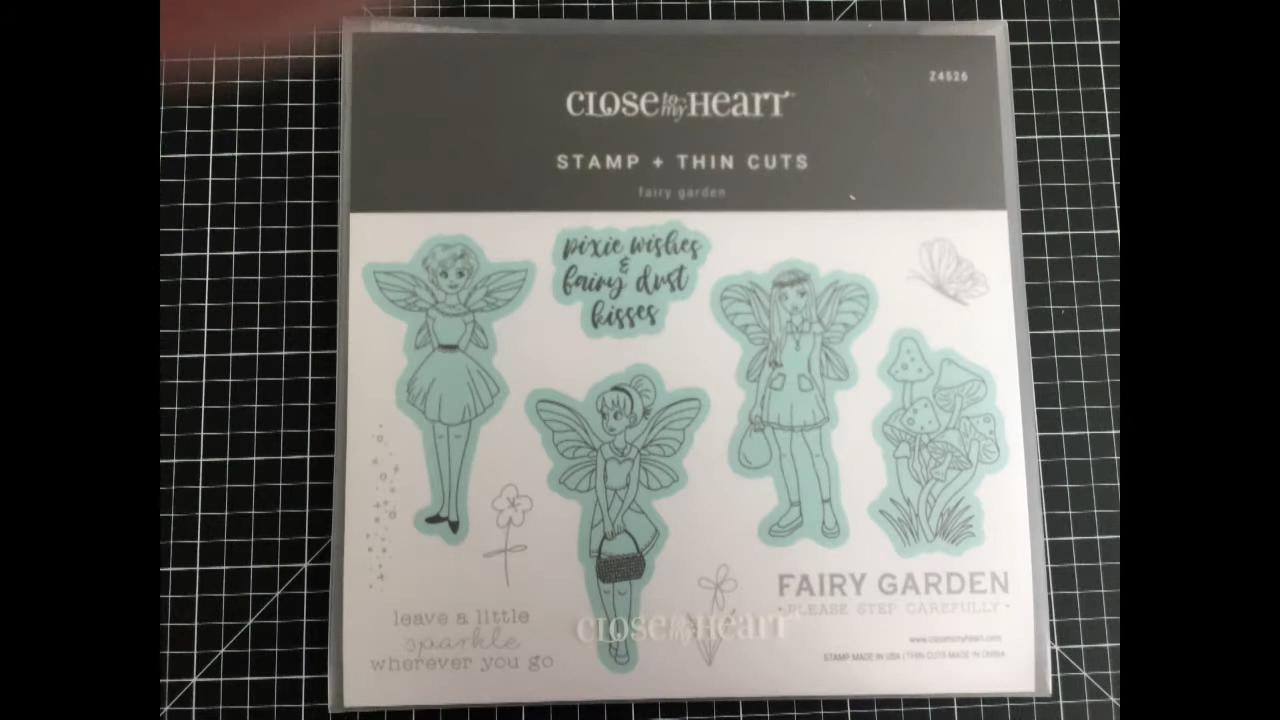 Z4526
CLOSE to my HEART
STAMP + THIN CUTS
fairy garden
pixie wishes
&
fairy dust
kisses
FAIRY GARDEN
• PLEASE STEP CAREFULLY •
leave a little
sparkle
wherever you go
CLOSE to my HEART
www.closetomyheart.com
STAMP MADE IN USA | THIN CUTS MADE IN CHINA